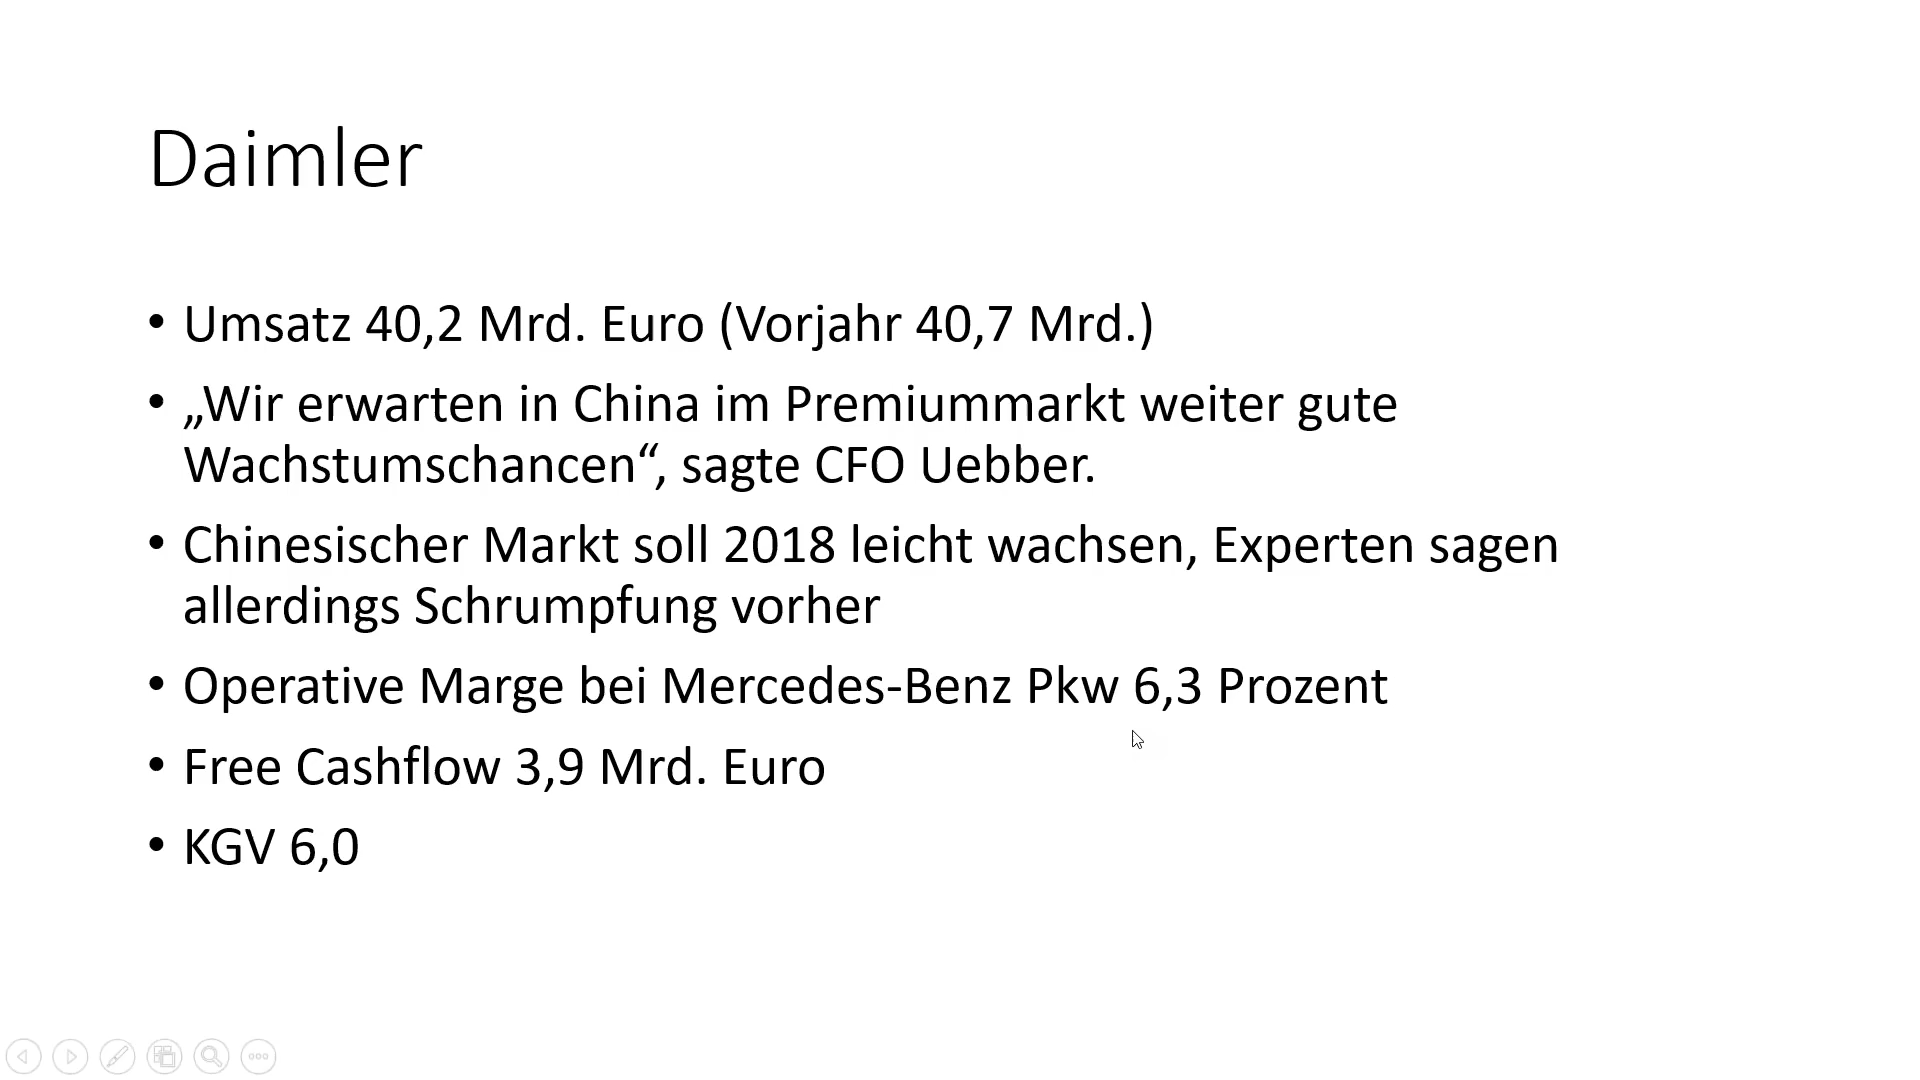 Daimler
• Umsatz 40,2 Mrd. Euro (Vorjahr 40,7 Mrd.)
• „Wir erwarten in China im Premiummarkt weiter gute
Wachstumschancen“, sagte CFO Uebber.
• Chinesischer Markt soll 2018 leicht wachsen, Experten sagen
allerdings Schrumpfung vorher
• Operative Marge bei Mercedes-Benz Pkw 6,3 Prozent
• Free Cashflow 3,9 Mrd. Euro
• KGV 6,0